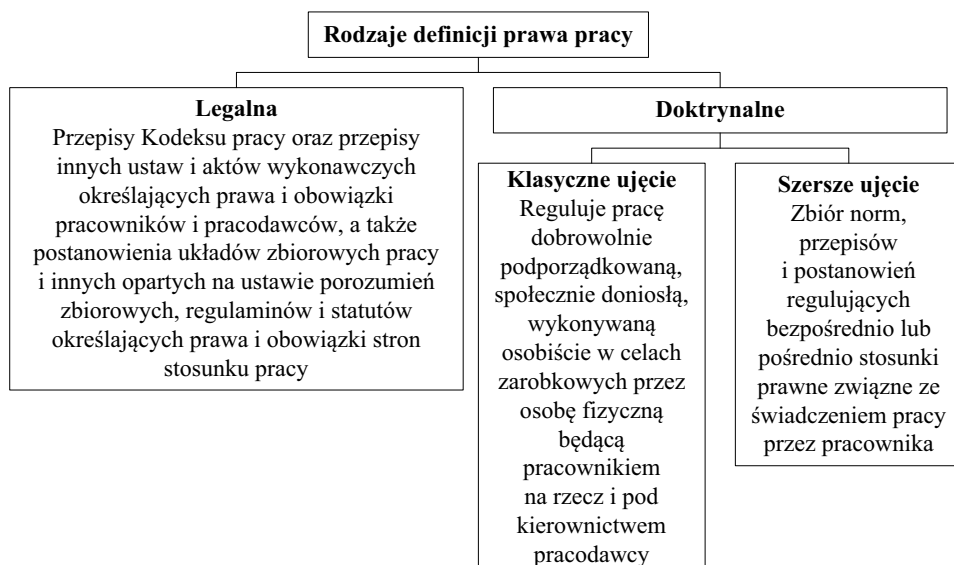 Rodzaje definicji prawa pracy
Legalna
Przepisy Kodeksu pracy oraz przepisy
innych ustaw i aktów wykonawczych
określających prawa i obowiązki
pracowników i pracodawców, a także
postanowienia układów zbiorowych pracy
i innych opartych na ustawie porozumień
zbiorowych, regulaminów i statutów
określających prawa i obowiązki stron
stosunku pracy
Doktrynalne
Klasyczne ujęcie
Reguluje pracę
dobrowolnie
podporządkowaną,
społecznie doniosłą,
wykonywaną
osobiście w celach
zarobkowych przez
osobę fizyczną
będącą
pracownikiem
na rzecz i pod
kierownictwem
pracodawcy
Szersze ujęcie
Zbiór norm,
przepisów
i postanowień
regulujących
bezpośrednio lub
pośrednio stosunki
prawne związne ze
świadczeniem pracy
przez pracownika